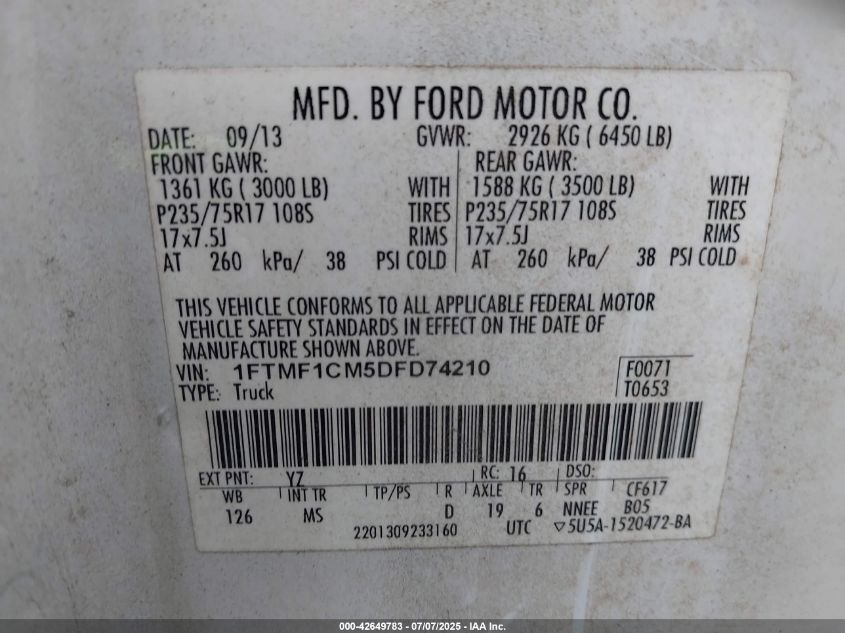 MFD. BY FORD MOTOR CO.
DATE: 09/13 GVWR: 2926 KG ( 6450 LB)
FRONT GAWR: REAR GAWR:
1361 KG ( 3000 LB) WITH 1588 KG ( 3500 LB) WITH
P235/75R17 108S TIRES P235/75R17 108S TIRES
17x7.5J RIMS 17x7.5J RIMS
AT 260 kPa/ 38 PSI COLD AT 260 kPa/ 38 PSI COLD
THIS VEHICLE CONFORMS TO ALL APPLICABLE FEDERAL MOTOR
VEHICLE SAFETY STANDARDS IN EFFECT ON THE DATE OF
MANUFACTURE SHOWN ABOVE.
VIN: 1FTMF1CM5DFD74210 F0071
TYPE: Truck T0653
EXT PNT: YZ RC: 16 DSO:
WB INT TR TP/PS R AXLE TR SPR CF617
126 MS D 19 6 NNEE B05
2201309233160 UTC ▽5U5A-1520472-BA
000-42649783 / 07/07/2025 - IAA Inc.